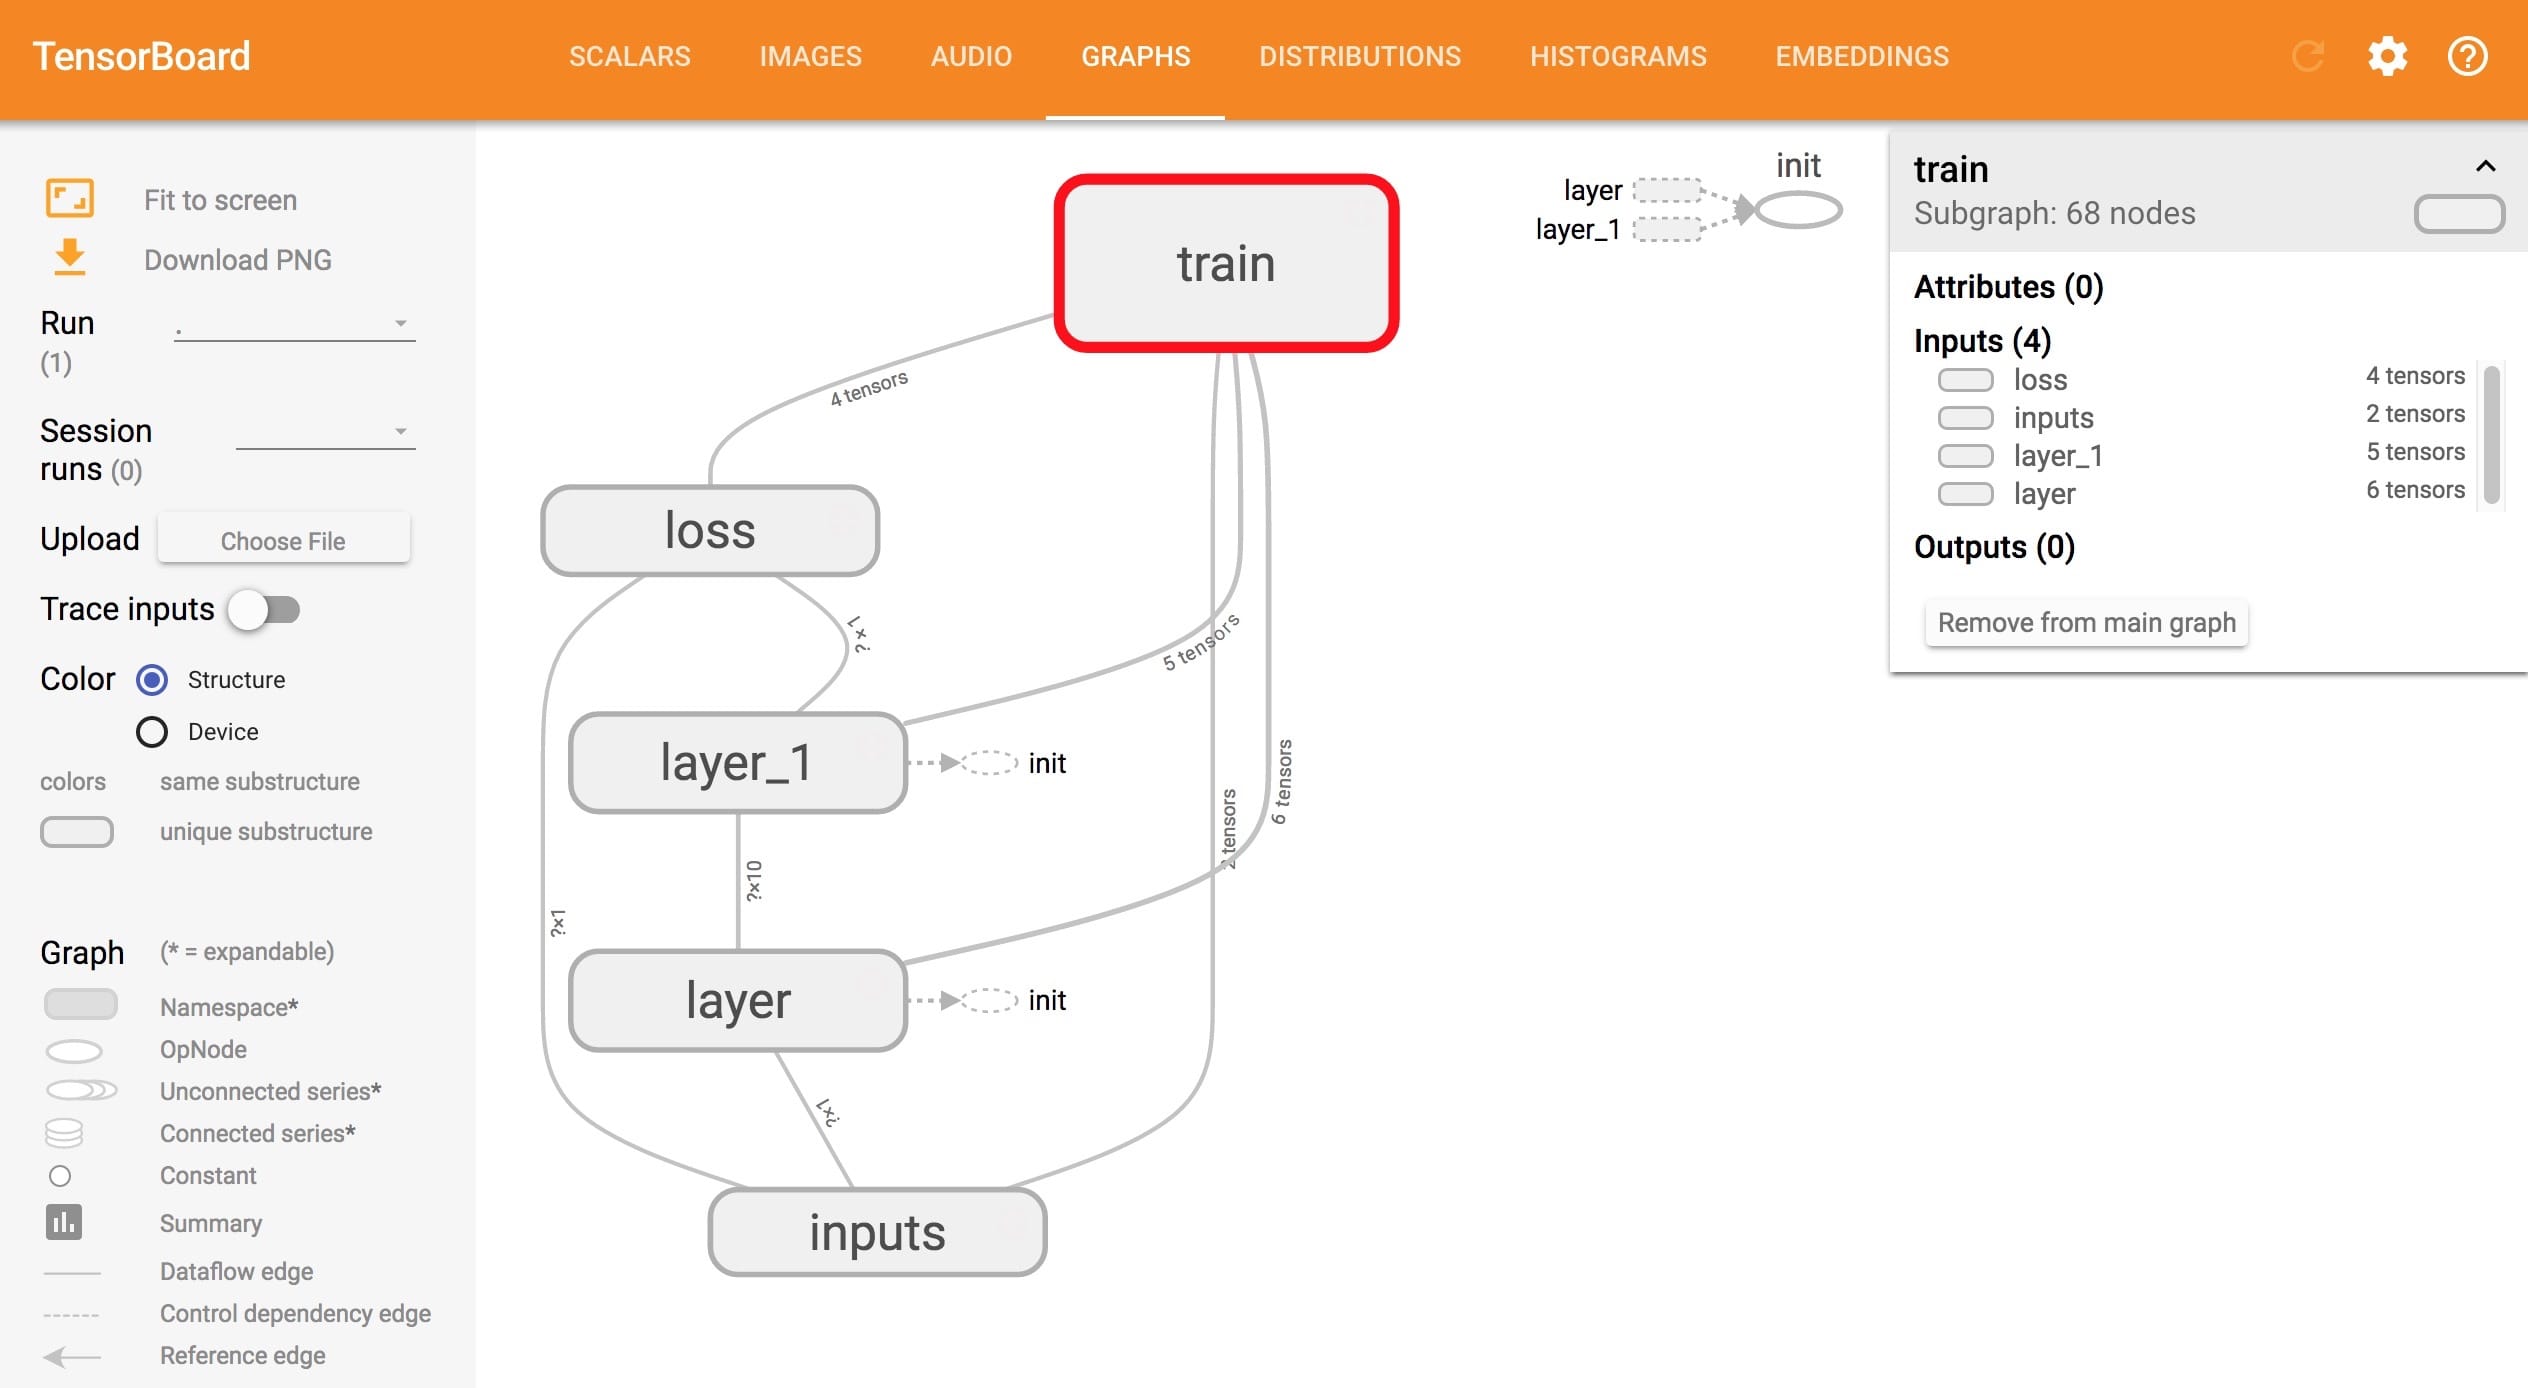 TensorBoard
SCALARS
IMAGES
AUDIO
GRAPHS
DISTRIBUTIONS
HISTOGRAMS
EMBEDDINGS
Fit to screen
Download PNG
Run
(1)
.
Session
runs (0)
Upload
Choose File
Trace inputs
Color
Structure
Device
colors
same substructure
unique substructure
Graph
(* = expandable)
Namespace*
OpNode
Unconnected series*
Connected series*
Constant
Summary
Dataflow edge
Control dependency edge
Reference edge
train
4 tensors
loss
?×1
5 tensors
layer_1
init
6 tensors
2 tensors
?×10
?×1
layer
init
?×1
inputs
init
layer
layer_1
train
Subgraph: 68 nodes
Attributes (0)
Inputs (4)
loss 4 tensors
inputs 2 tensors
layer_1 5 tensors
layer 6 tensors
Outputs (0)
Remove from main graph